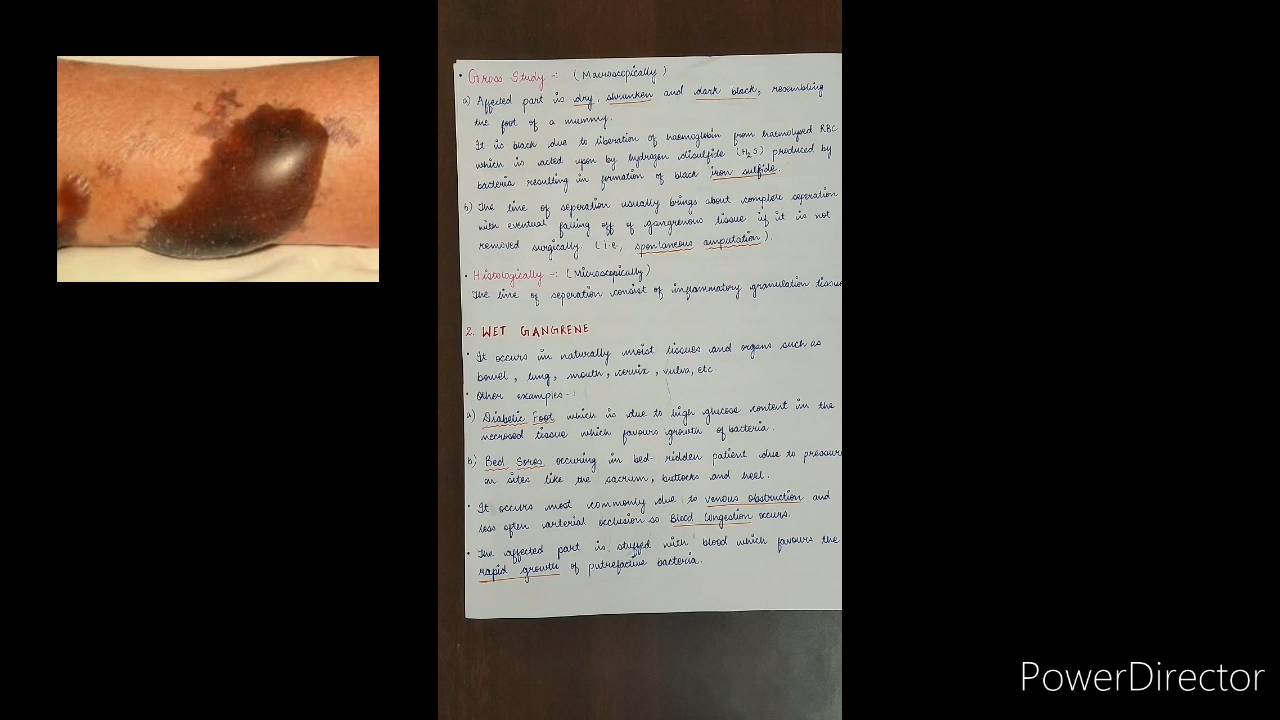 • Gross Study -: (Macroscopically)
a) Affected part is dry, shrunken and dark black, resembling
the foot of a mummy.
It is black due to liberation of haemoglobin from haemolysed RBC
which is acted upon by hydrogen disulfide (H₂S) produced by
bacteria resulting in formation of black iron sulfide.
b) The line of seperation usually brings about complete seperation
with eventual falling off of gangrenous tissue if it is not
removed surgically (i.e., spontaneous amputation).
• Histologically -: (Microscopically)
The line of seperation consist of inflammatory granulation tissue
2. WET GANGRENE
• It occurs in naturally moist tissues and organs such as
bowel, lung, mouth, cervix, vulva, etc
• Other examples -:
a) Diabetic Foot which is due to high glucose content in the
necrosed tissue which favours growth of bacteria.
b) Bed Sores occuring in bed-ridden patient due to pressure
on sites like the sacrum, buttocks and heel.
• It occurs most commonly due to venous obstruction and
less often arterial occlusion so Blood Congestion occurs.
• The affected part is stuffed with blood which favours the
rapid growth of putrefactive bacteria.
PowerDirector